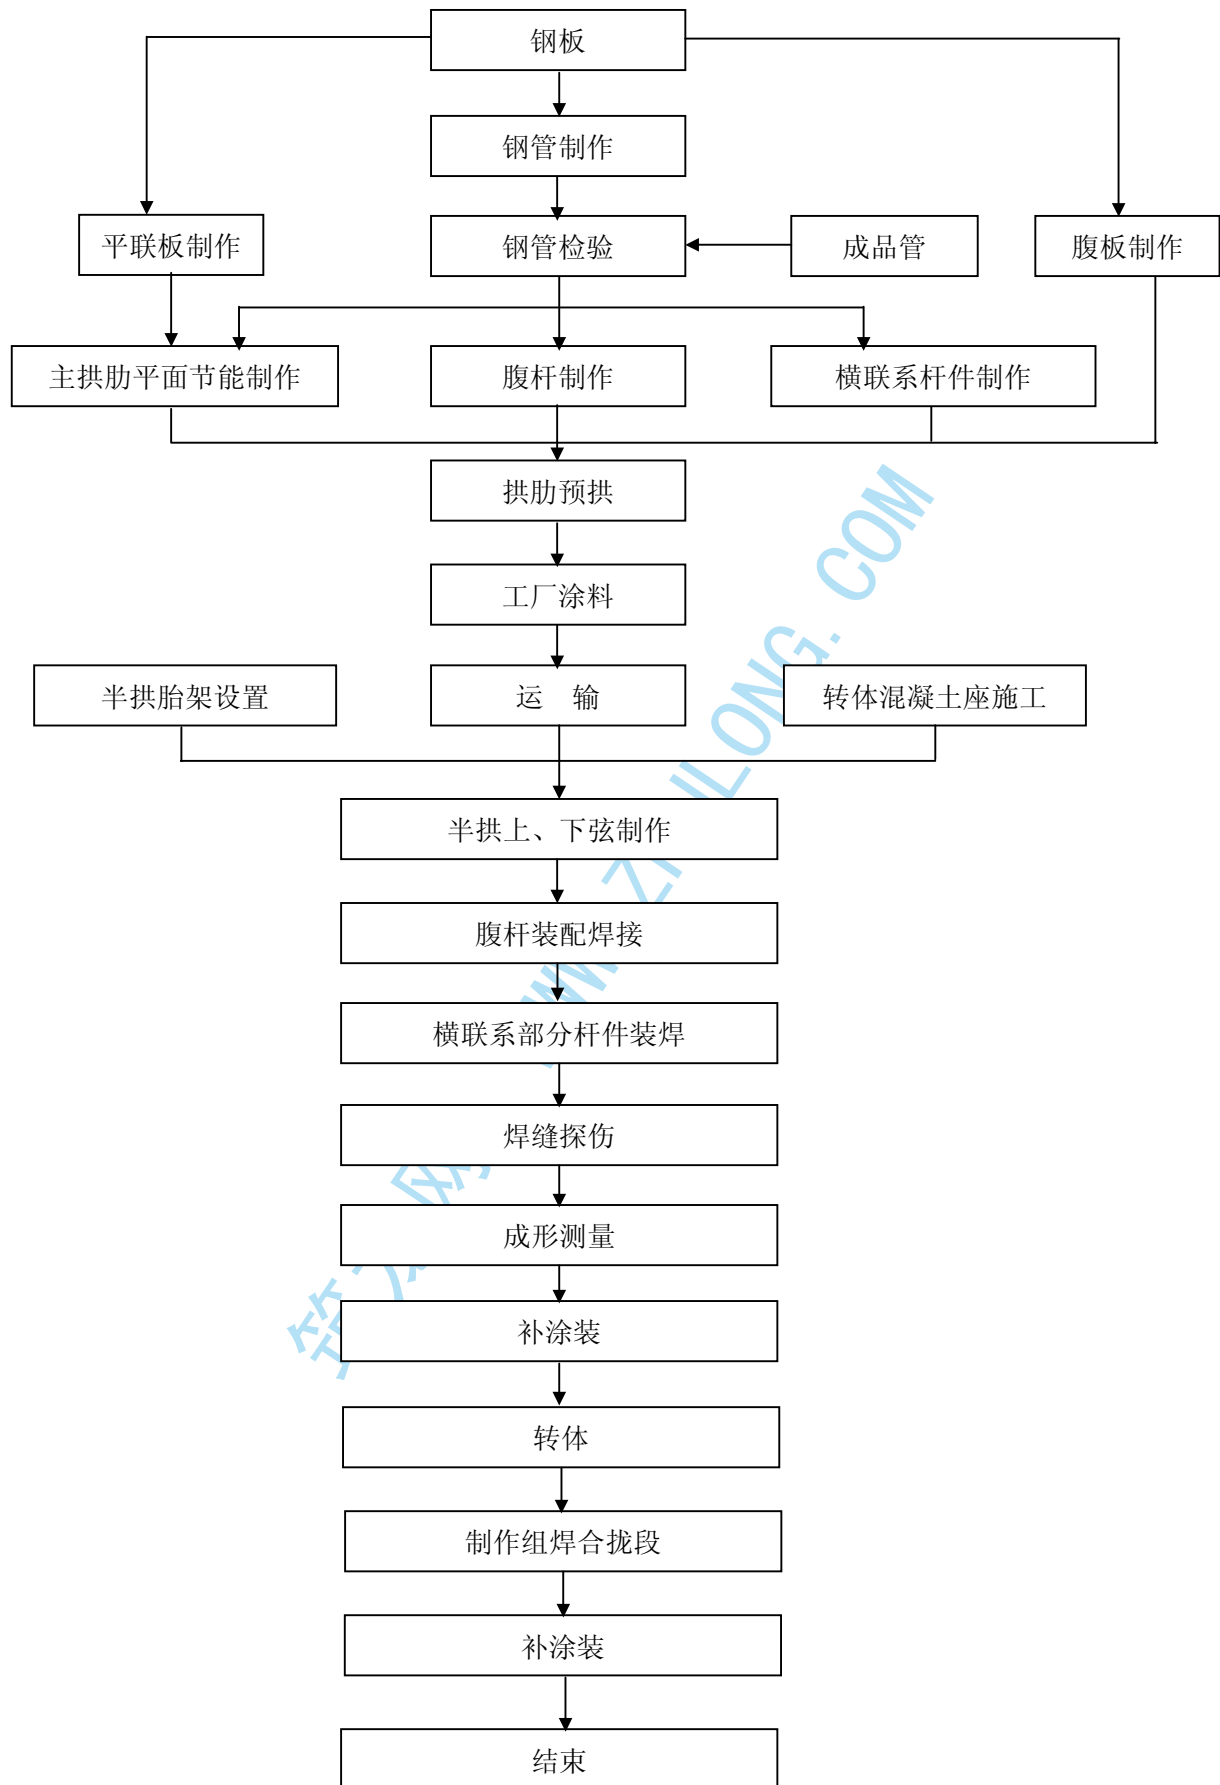 钢板
钢管制作
平联板制作
钢管检验
成品管
腹板制作
主拱肋平面节能制作
腹杆制作
横联系杆件制作
拱肋预拱
工厂涂料
半拱胎架设置
运 输
转体混凝土座施工
半拱上、下弦制作
腹杆装配焊接
横联系部分杆件装焊
焊缝探伤
成形测量
补涂装
转体
制作组焊合拢段
补涂装
结束